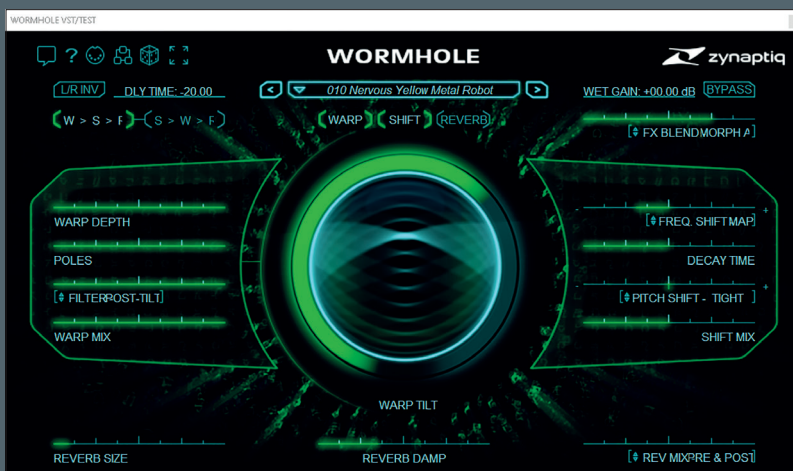 WORMHOLE VST/TEST
WORMHOLE
zynaptiq
L/R INV
DLY TIME: -20.00
010 Nervous Yellow Metal Robot
WET GAIN: +00.00 dB
BYPASS
W > S > R
S > W > R
WARP
SHIFT
REVERB
FX BLENDMORPH A
WARP DEPTH
- +
FREQ. SHIFT MAP
POLES
DECAY TIME
FILTERPOST-TILT
- +
PITCH SHIFT - TIGHT
WARP MIX
SHIFT MIX
WARP TILT
REVERB SIZE
REVERB DAMP
REV MIXPRE & POST